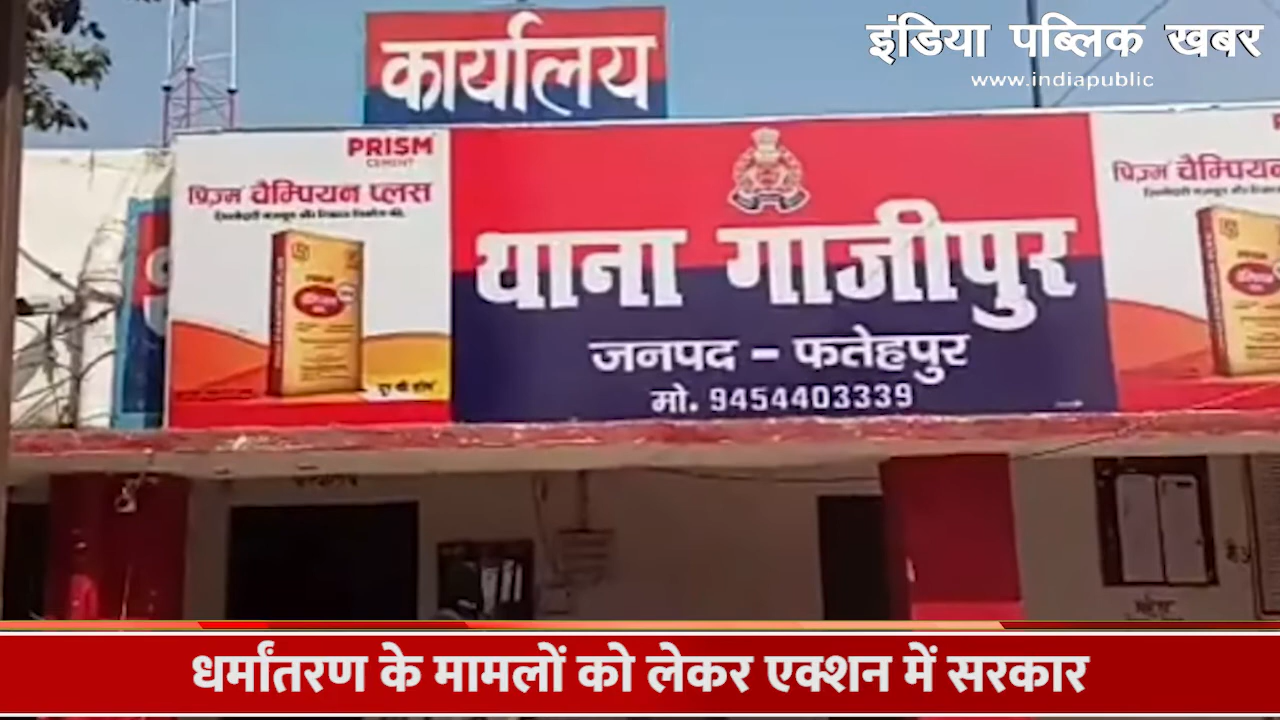 इंडिया पब्लिक खबर
www.indiapublic
कार्यालय
PRISM
CEMENT
प्रिज़्म चैम्पियन प्लस
थाना गाजीपुर
जनपद – फतेहपुर
मो. 9454403339
प्रिज़्म चैम्पियन
PRISM
धर्मांतरण के मामलों को लेकर एक्शन में सरकार